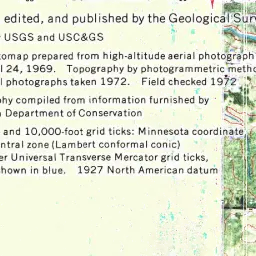 edited, and published by the Geological Sur
USGS and USC&GS
omap prepared from high-altitude aerial photograph
l 24, 1969. Topography by photogrammetric metho
l photographs taken 1972. Field checked 1972
phy compiled from information furnished by
Department of Conservation
and 10,000-foot grid ticks: Minnesota coordinate
ntral zone (Lambert conformal conic)
er Universal Transverse Mercator grid ticks,
hown in blue. 1927 North American datum